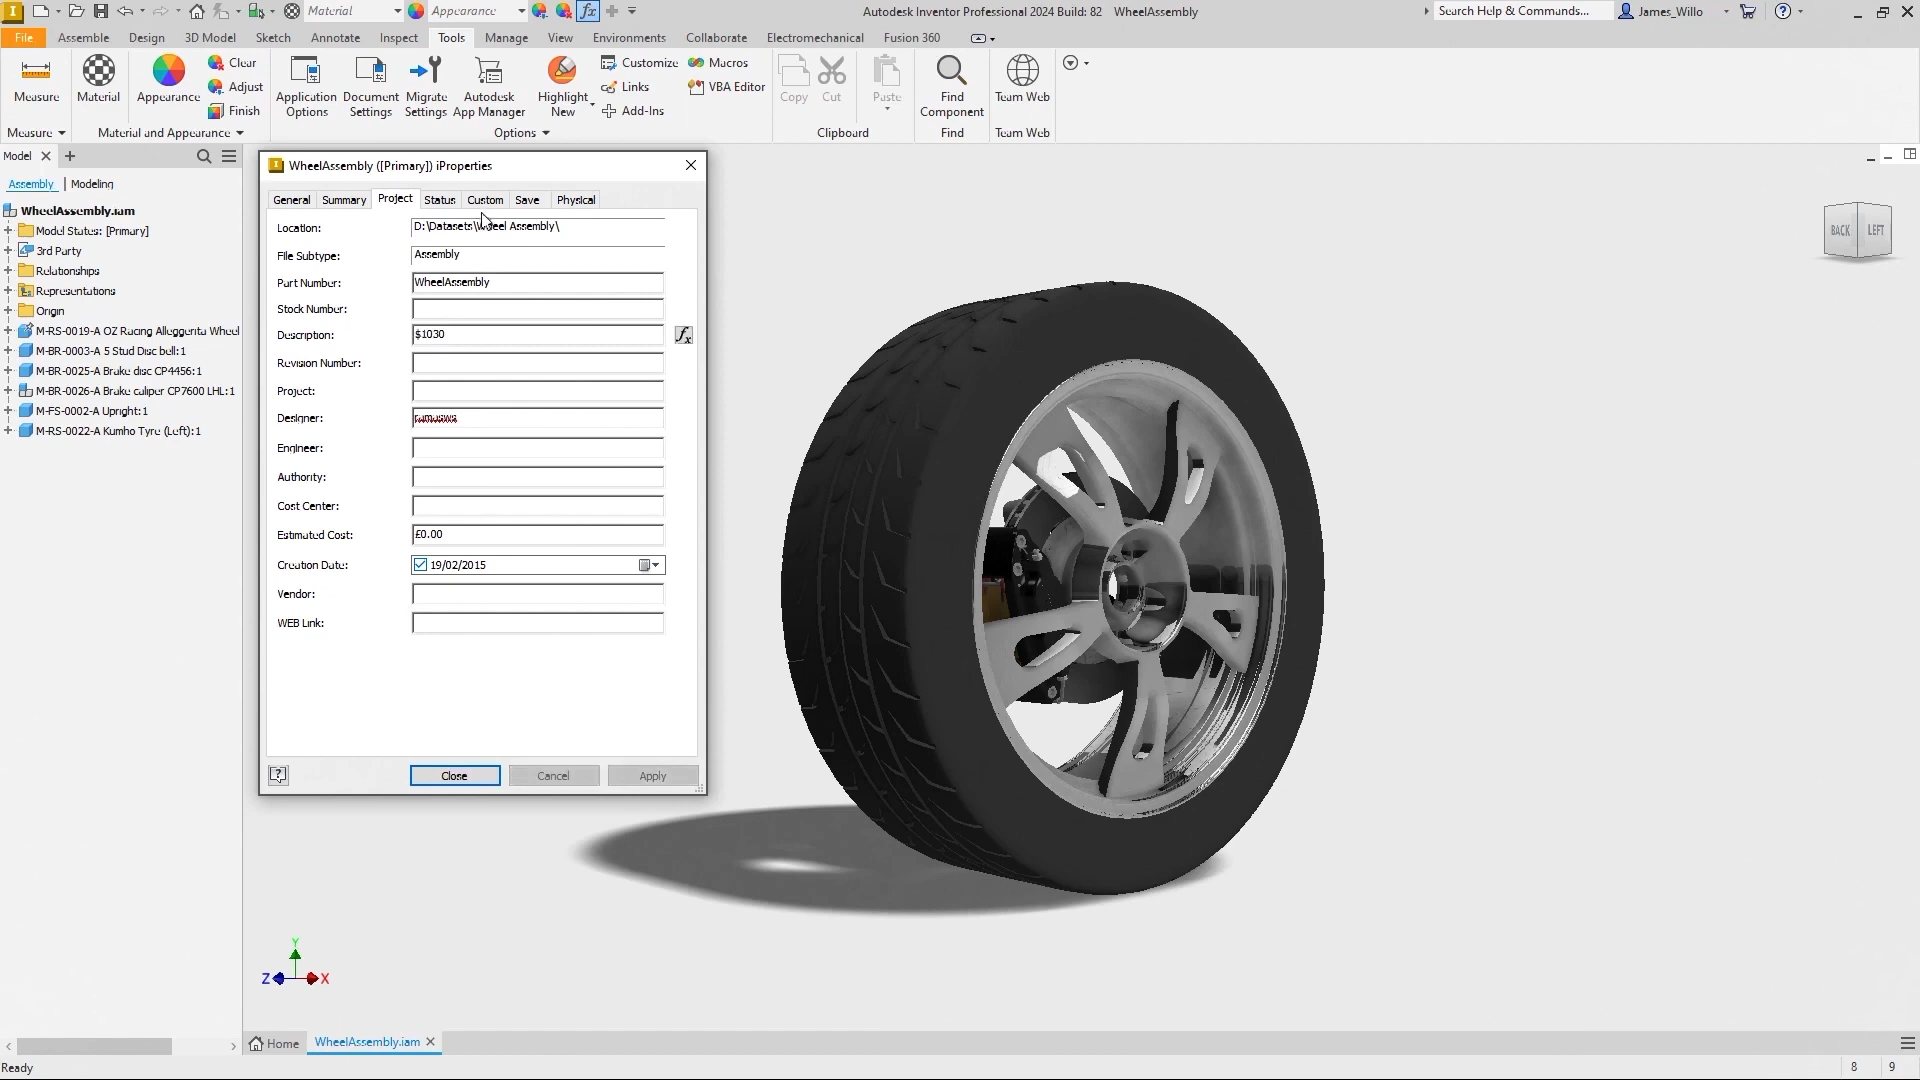 Material
Appearance
Autodesk Inventor Professional 2024 Build: 82 WheelAssembly
Search Help & Commands...
James_Willo
File Assemble Design 3D Model Sketch Annotate Inspect Tools Manage View Environments Collaborate Electromechanical Fusion 360
Measure
Material
Appearance
Clear
Adjust
Finish
Application Options
Document Settings
Migrate Settings
Autodesk App Manager
Highlight New
Customize
Links
Add-Ins
Macros
VBA Editor
Copy
Cut
Paste
Find Component
Team Web
Measure
Material and Appearance
Options
Clipboard
Find
Team Web
Model
Assembly | Modeling
WheelAssembly.iam
Model States: [Primary]
3rd Party
Relationships
Representations
Origin
M-RS-0019-A OZ Racing Alleggerita Wheel
M-BR-0003-A 5 Stud Disc bell:1
M-BR-0025-A Brake disc CP4456:1
M-BR-0026-A Brake caliper CP7600 LHL:1
M-FS-0002-A Upright:1
M-RS-0022-A Kumho Tyre (Left):1
WheelAssembly ([Primary]) iProperties
General Summary Project Status Custom Save Physical
Location: D:\Datasets\Wheel Assembly\
File Subtype: Assembly
Part Number: WheelAssembly
Stock Number:
Description: $1030
Revision Number:
Project:
Designer:
Engineer:
Authority:
Cost Center:
Estimated Cost: £0.00
Creation Date: 19/02/2015
Vendor:
WEB Link:
Close Cancel Apply
BACK LEFT
Y
Z X
Home WheelAssembly.iam
Ready
8 9